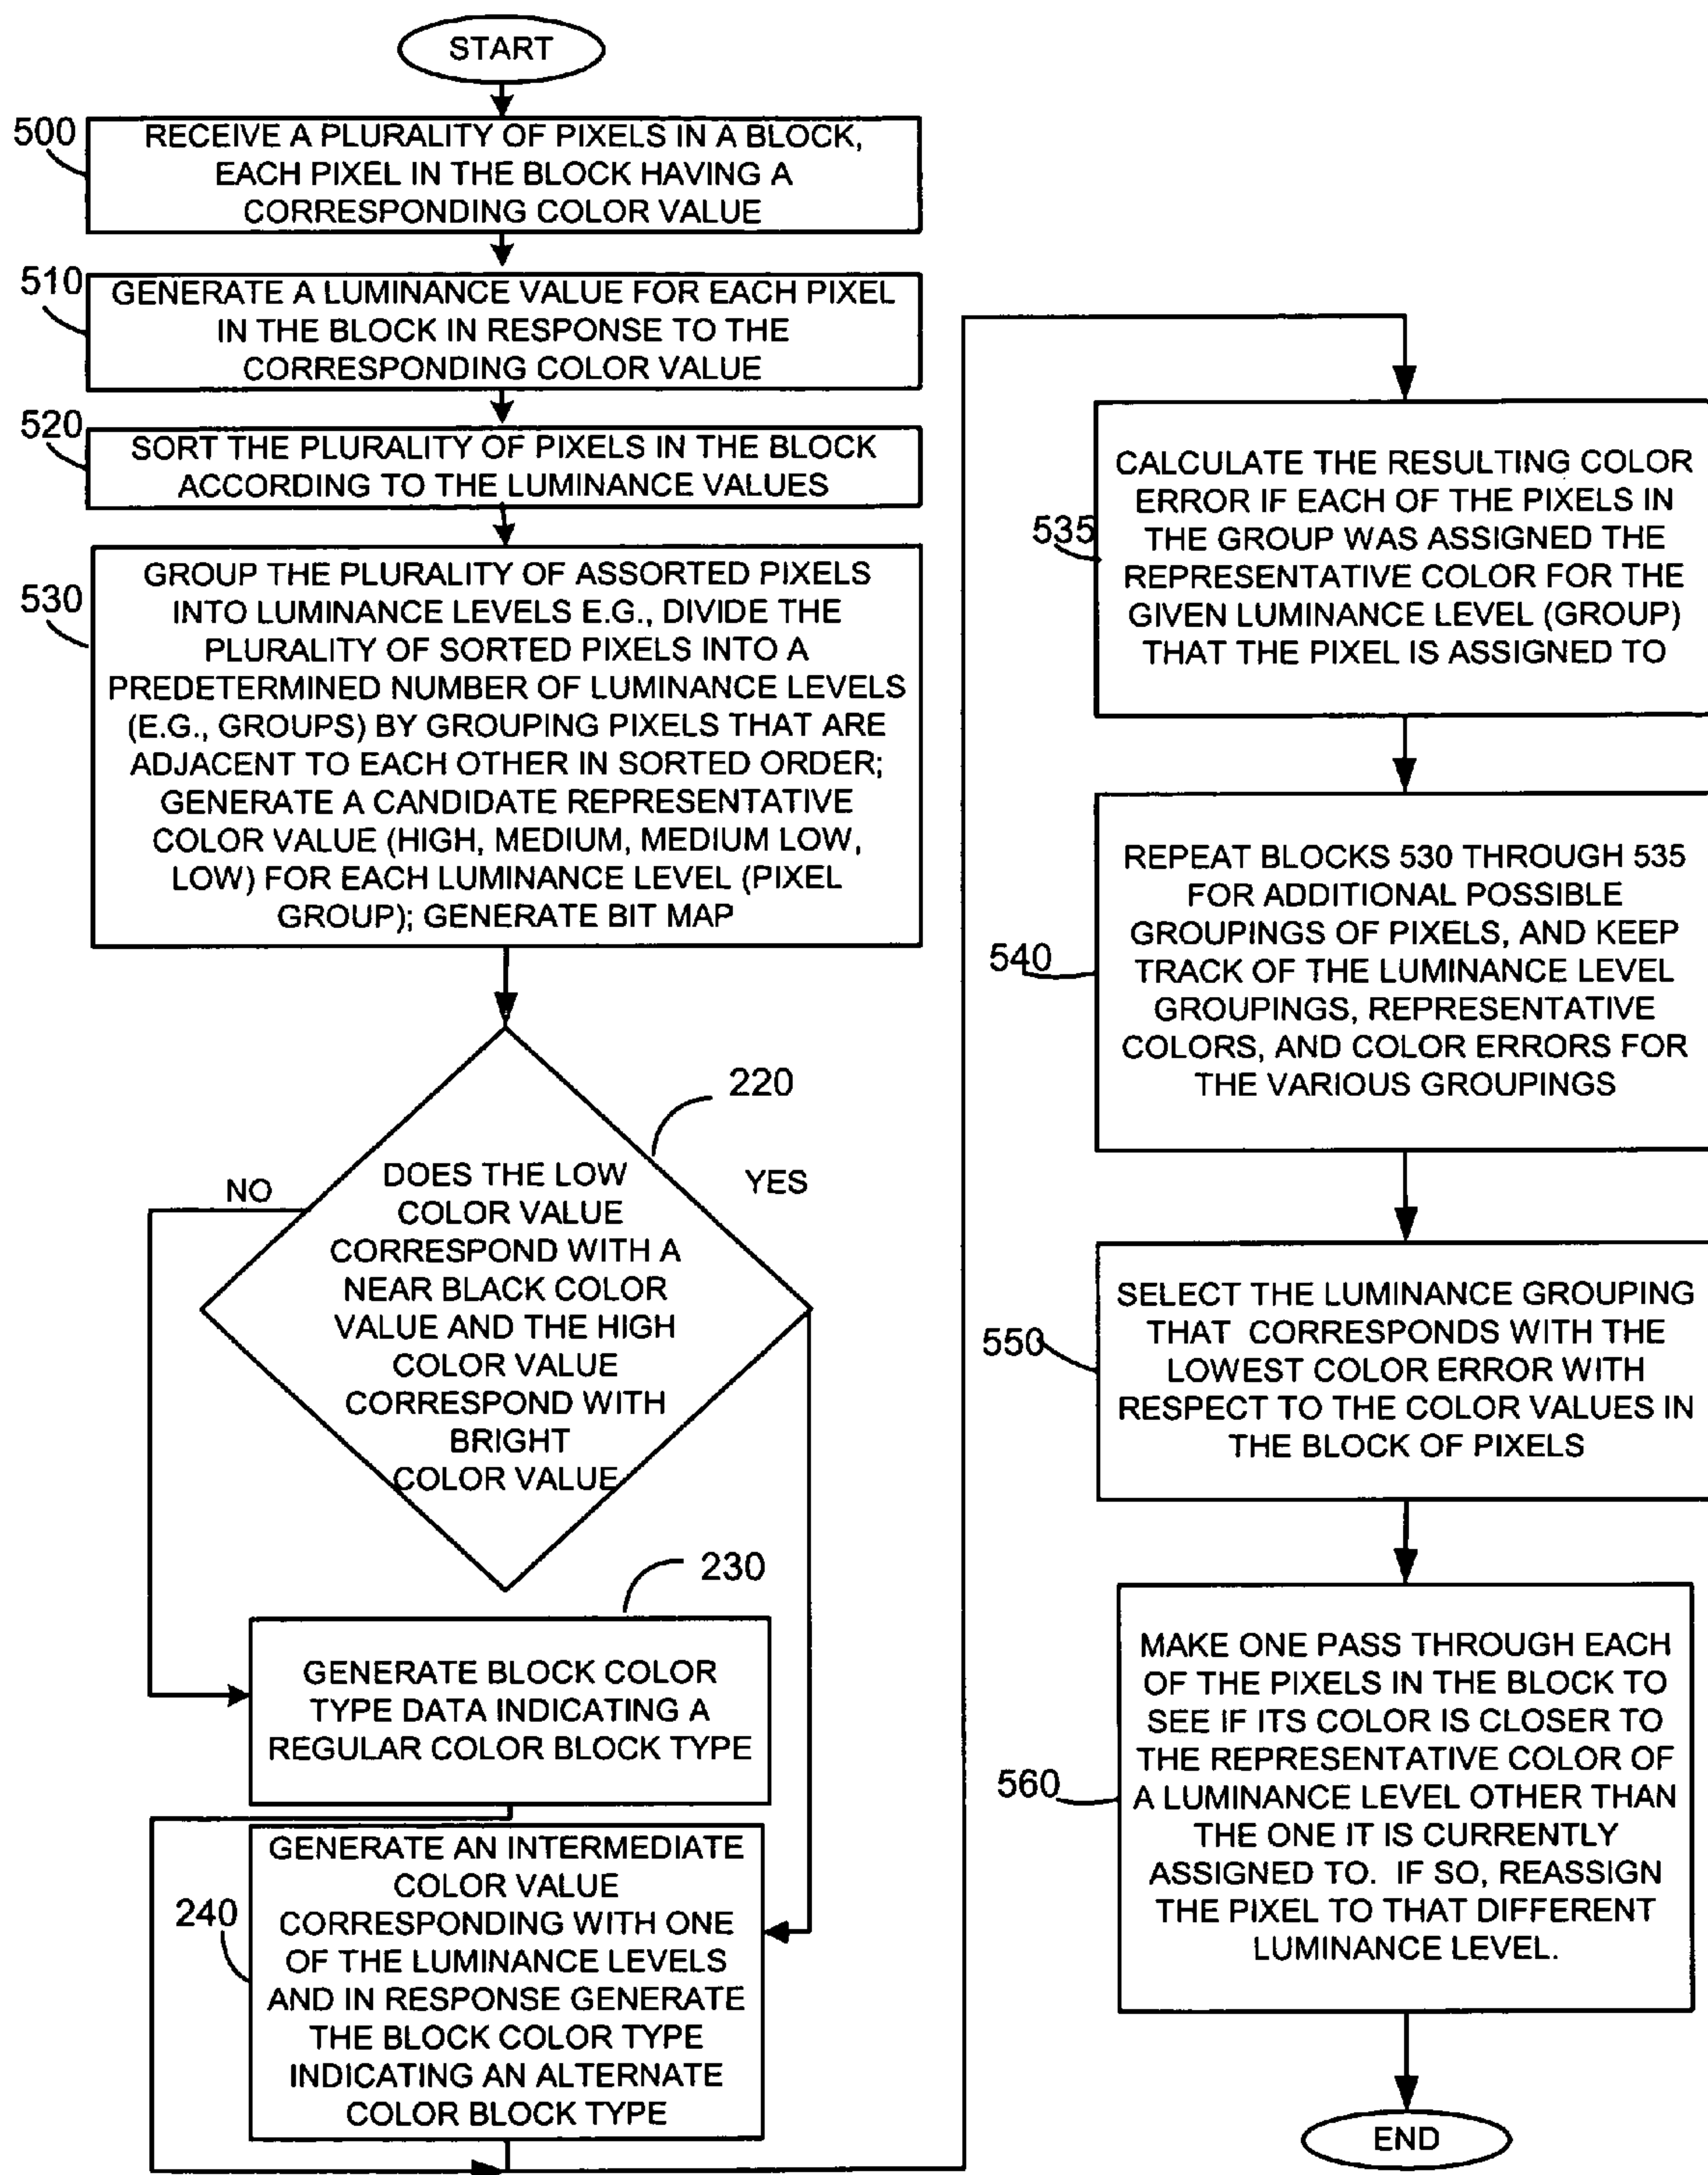 START
500
RECEIVE A PLURALITY OF PIXELS IN A BLOCK,
EACH PIXEL IN THE BLOCK HAVING A
CORRESPONDING COLOR VALUE
510
GENERATE A LUMINANCE VALUE FOR EACH PIXEL
IN THE BLOCK IN RESPONSE TO THE
CORRESPONDING COLOR VALUE
520
SORT THE PLURALITY OF PIXELS IN THE BLOCK
ACCORDING TO THE LUMINANCE VALUES
530
GROUP THE PLURALITY OF ASSORTED PIXELS
INTO LUMINANCE LEVELS E.G., DIVIDE THE
PLURALITY OF SORTED PIXELS INTO A
PREDETERMINED NUMBER OF LUMINANCE LEVELS
(E.G., GROUPS) BY GROUPING PIXELS THAT ARE
ADJACENT TO EACH OTHER IN SORTED ORDER;
GENERATE A CANDIDATE REPRESENTATIVE
COLOR VALUE (HIGH, MEDIUM, MEDIUM LOW,
LOW) FOR EACH LUMINANCE LEVEL (PIXEL
GROUP); GENERATE BIT MAP
220
NO
YES
DOES THE LOW
COLOR VALUE
CORRESPOND WITH A
NEAR BLACK COLOR
VALUE AND THE HIGH
COLOR VALUE
CORRESPOND WITH
BRIGHT
COLOR VALUE
230
GENERATE BLOCK COLOR
TYPE DATA INDICATING A
REGULAR COLOR BLOCK TYPE
240
GENERATE AN INTERMEDIATE
COLOR VALUE
CORRESPONDING WITH ONE
OF THE LUMINANCE LEVELS
AND IN RESPONSE GENERATE
THE BLOCK COLOR TYPE
INDICATING AN ALTERNATE
COLOR BLOCK TYPE
535
CALCULATE THE RESULTING COLOR
ERROR IF EACH OF THE PIXELS IN
THE GROUP WAS ASSIGNED THE
REPRESENTATIVE COLOR FOR THE
GIVEN LUMINANCE LEVEL (GROUP)
THAT THE PIXEL IS ASSIGNED TO
540
REPEAT BLOCKS 530 THROUGH 535
FOR ADDITIONAL POSSIBLE
GROUPINGS OF PIXELS, AND KEEP
TRACK OF THE LUMINANCE LEVEL
GROUPINGS, REPRESENTATIVE
COLORS, AND COLOR ERRORS FOR
THE VARIOUS GROUPINGS
550
SELECT THE LUMINANCE GROUPING
THAT CORRESPONDS WITH THE
LOWEST COLOR ERROR WITH
RESPECT TO THE COLOR VALUES IN
THE BLOCK OF PIXELS
560
MAKE ONE PASS THROUGH EACH
OF THE PIXELS IN THE BLOCK TO
SEE IF ITS COLOR IS CLOSER TO
THE REPRESENTATIVE COLOR OF
A LUMINANCE LEVEL OTHER THAN
THE ONE IT IS CURRENTLY
ASSIGNED TO. IF SO, REASSIGN
THE PIXEL TO THAT DIFFERENT
LUMINANCE LEVEL.
END